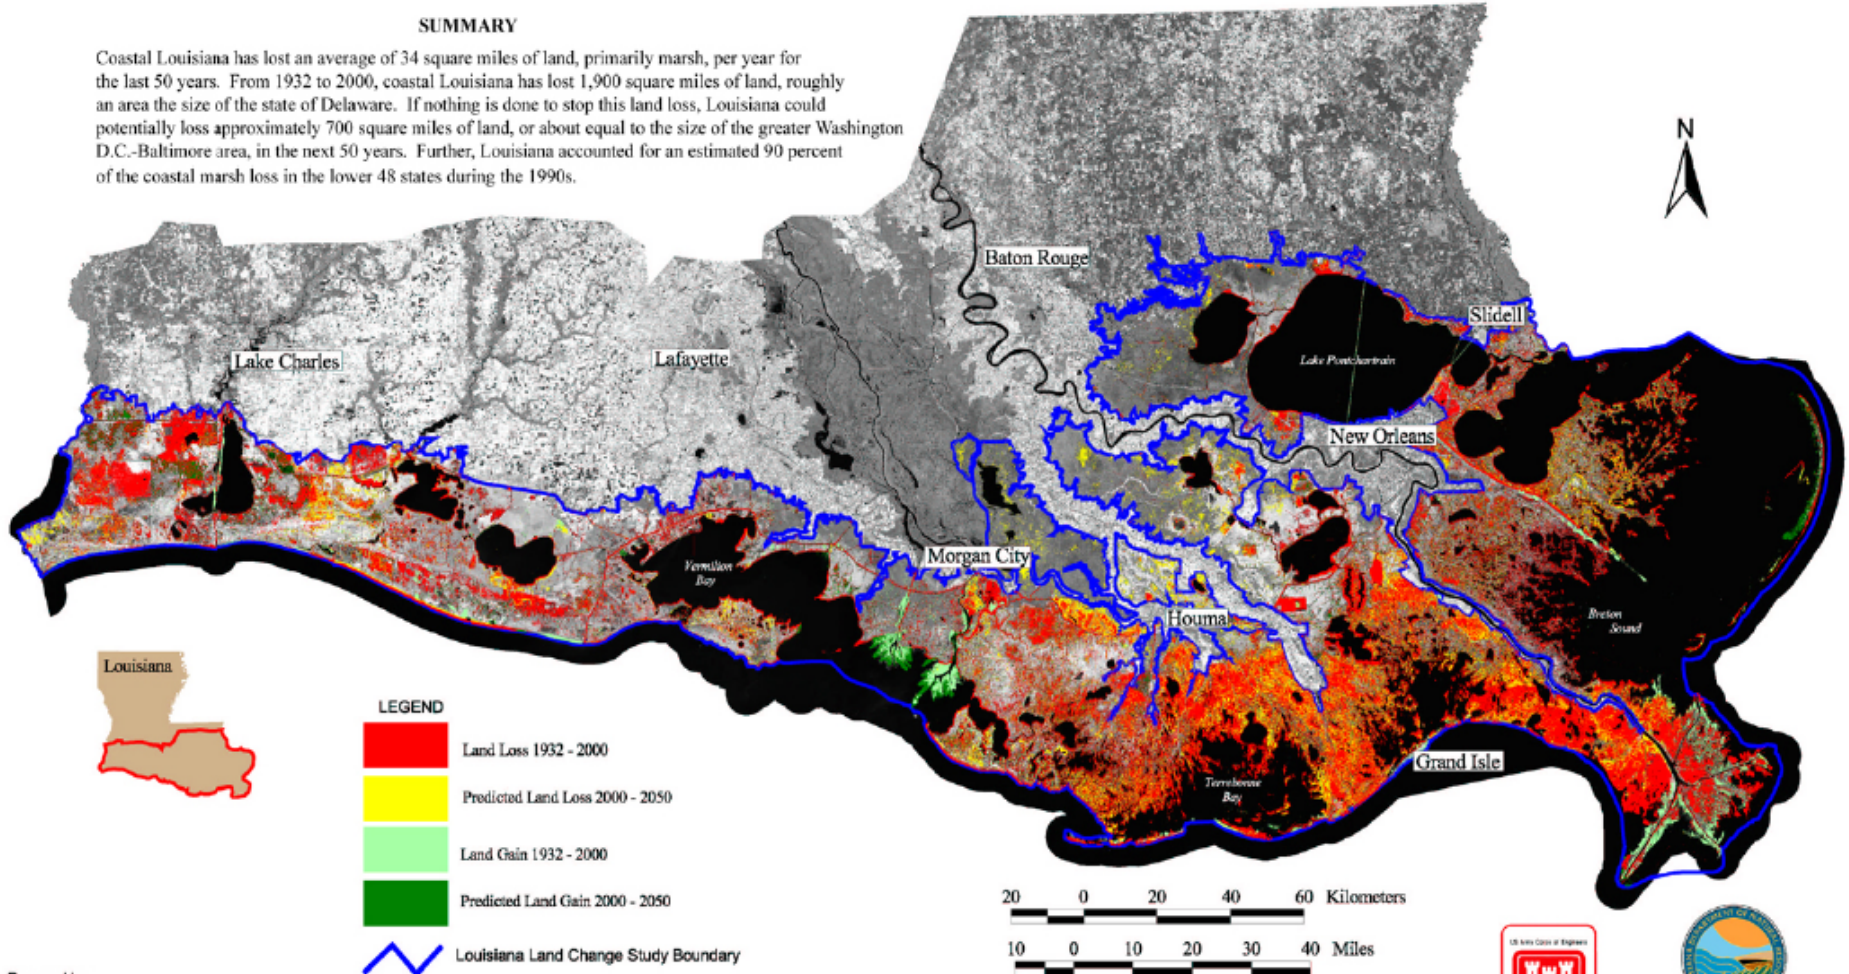 SUMMARY
Coastal Louisiana has lost an average of 34 square miles of land, primarily marsh, per year for
the last 50 years. From 1932 to 2000, coastal Louisiana has lost 1,900 square miles of land, roughly
an area the size of the state of Delaware. If nothing is done to stop this land loss, Louisiana could
potentially loss approximately 700 square miles of land, or about equal to the size of the greater Washington
D.C.-Baltimore area, in the next 50 years. Further, Louisiana accounted for an estimated 90 percent
of the coastal marsh loss in the lower 48 states during the 1990s.
N
Baton Rouge
Slidell
Lake Charles
Lafayette
Lake Pontchartrain
New Orleans
Morgan City
Vermilion
Bay
Houma
Breton
Sound
Louisiana
Grand Isle
Terrebonne
Bay
LEGEND
Land Loss 1932 - 2000
Predicted Land Loss 2000 - 2050
Land Gain 1932 - 2000
Predicted Land Gain 2000 - 2050
Louisiana Land Change Study Boundary
20 0 20 40 60 Kilometers
10 0 10 20 30 40 Miles
US Army Corps of Engineers
DEPARTMENT OF NATURAL